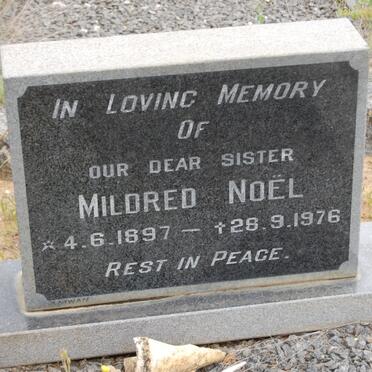 IN LOVING MEMORY
OF
OUR DEAR SISTER
MILDRED NOËL
☆ 4.6.1897 — ✝ 28.9.1976
REST IN PEACE.